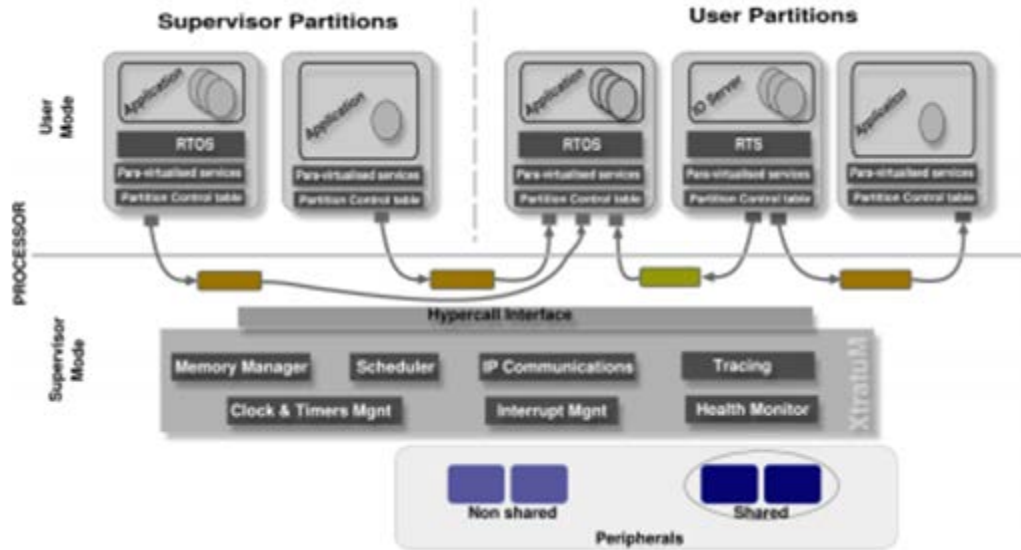 Supervisor Partitions
User Partitions
Application
Application
Application
IO Server
Application
RTOS
RTOS
RTS
Para-virtualised services
Para-virtualised services
Para-virtualised services
Para-virtualised services
Para-virtualised services
Partition Control table
Partition Control table
Partition Control table
Partition Control table
Partition Control table
User
Mode
PROCESSOR
Supervisor
Mode
Hypercall Interface
Memory Manager
Scheduler
IP Communications
Tracing
Clock & Timers Mgnt
Interrupt Mgnt
Health Monitor
XtratuM
Non shared
Shared
Peripherals